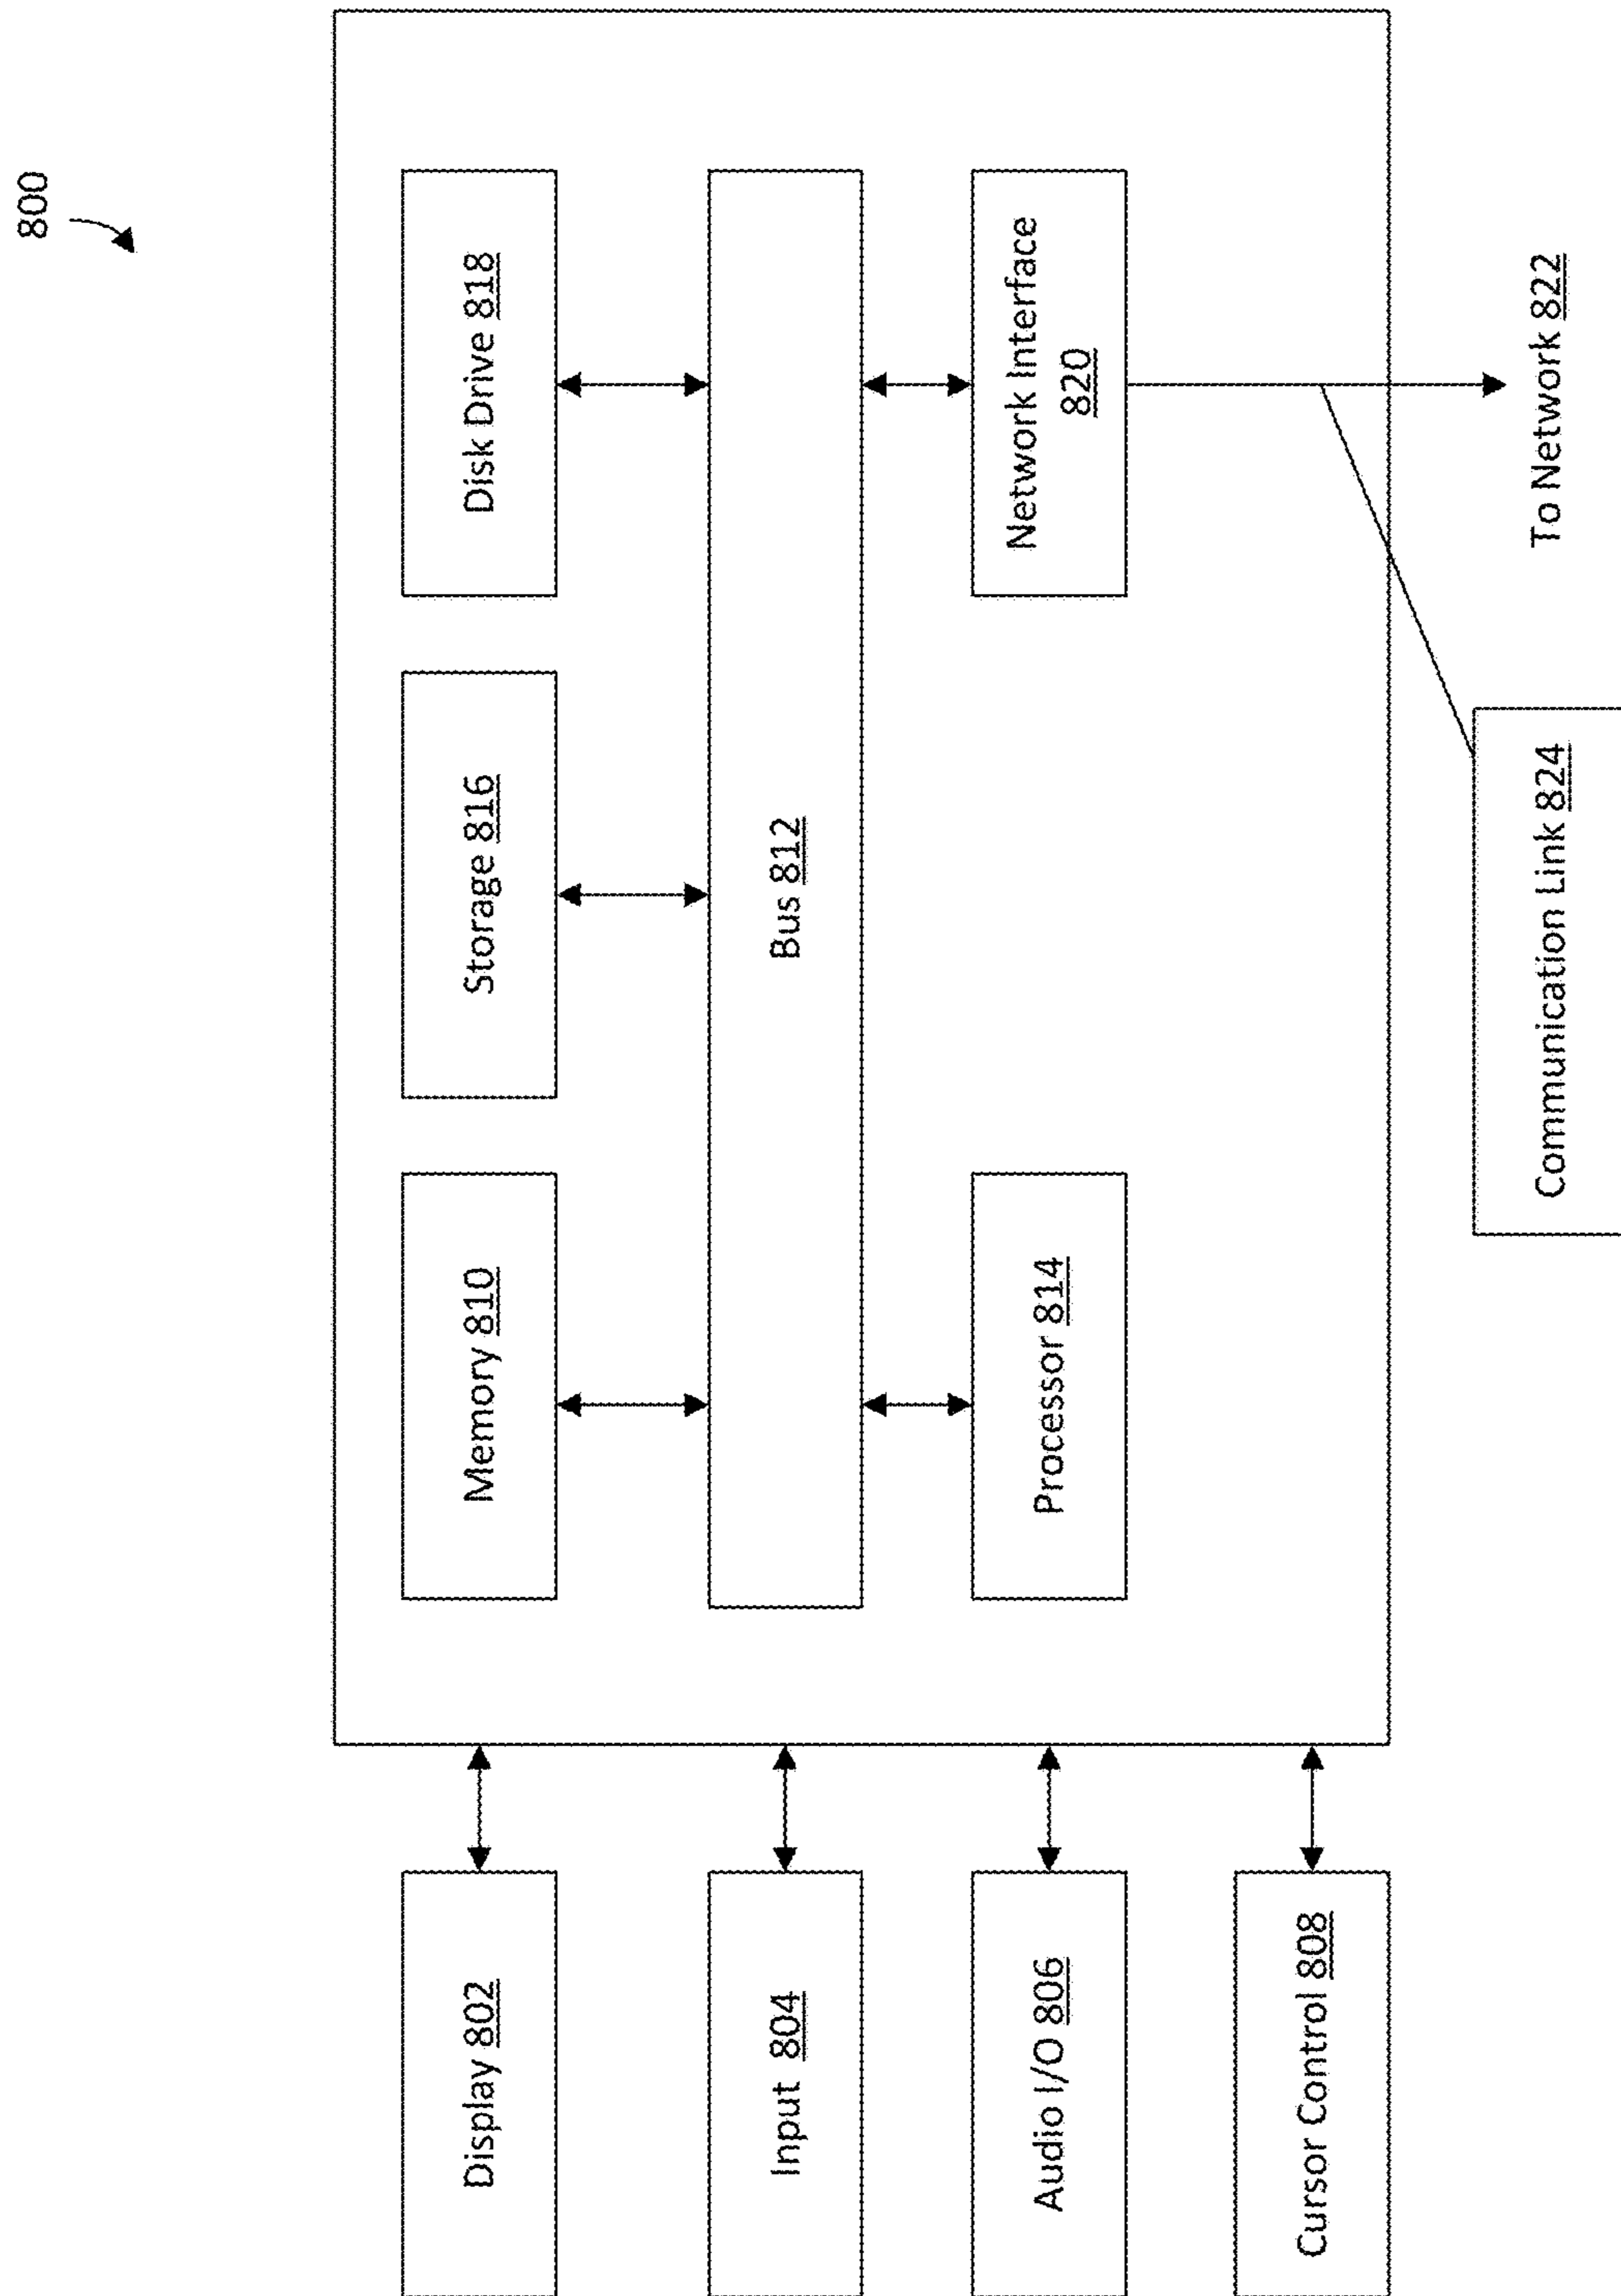 800
Display 802
Memory 810
Storage 816
Disk Drive 818
Input 804
Bus 812
Audio I/O 806
Processor 814
Network Interface
820
Cursor Control 808
Communication Link 824
To Network 822